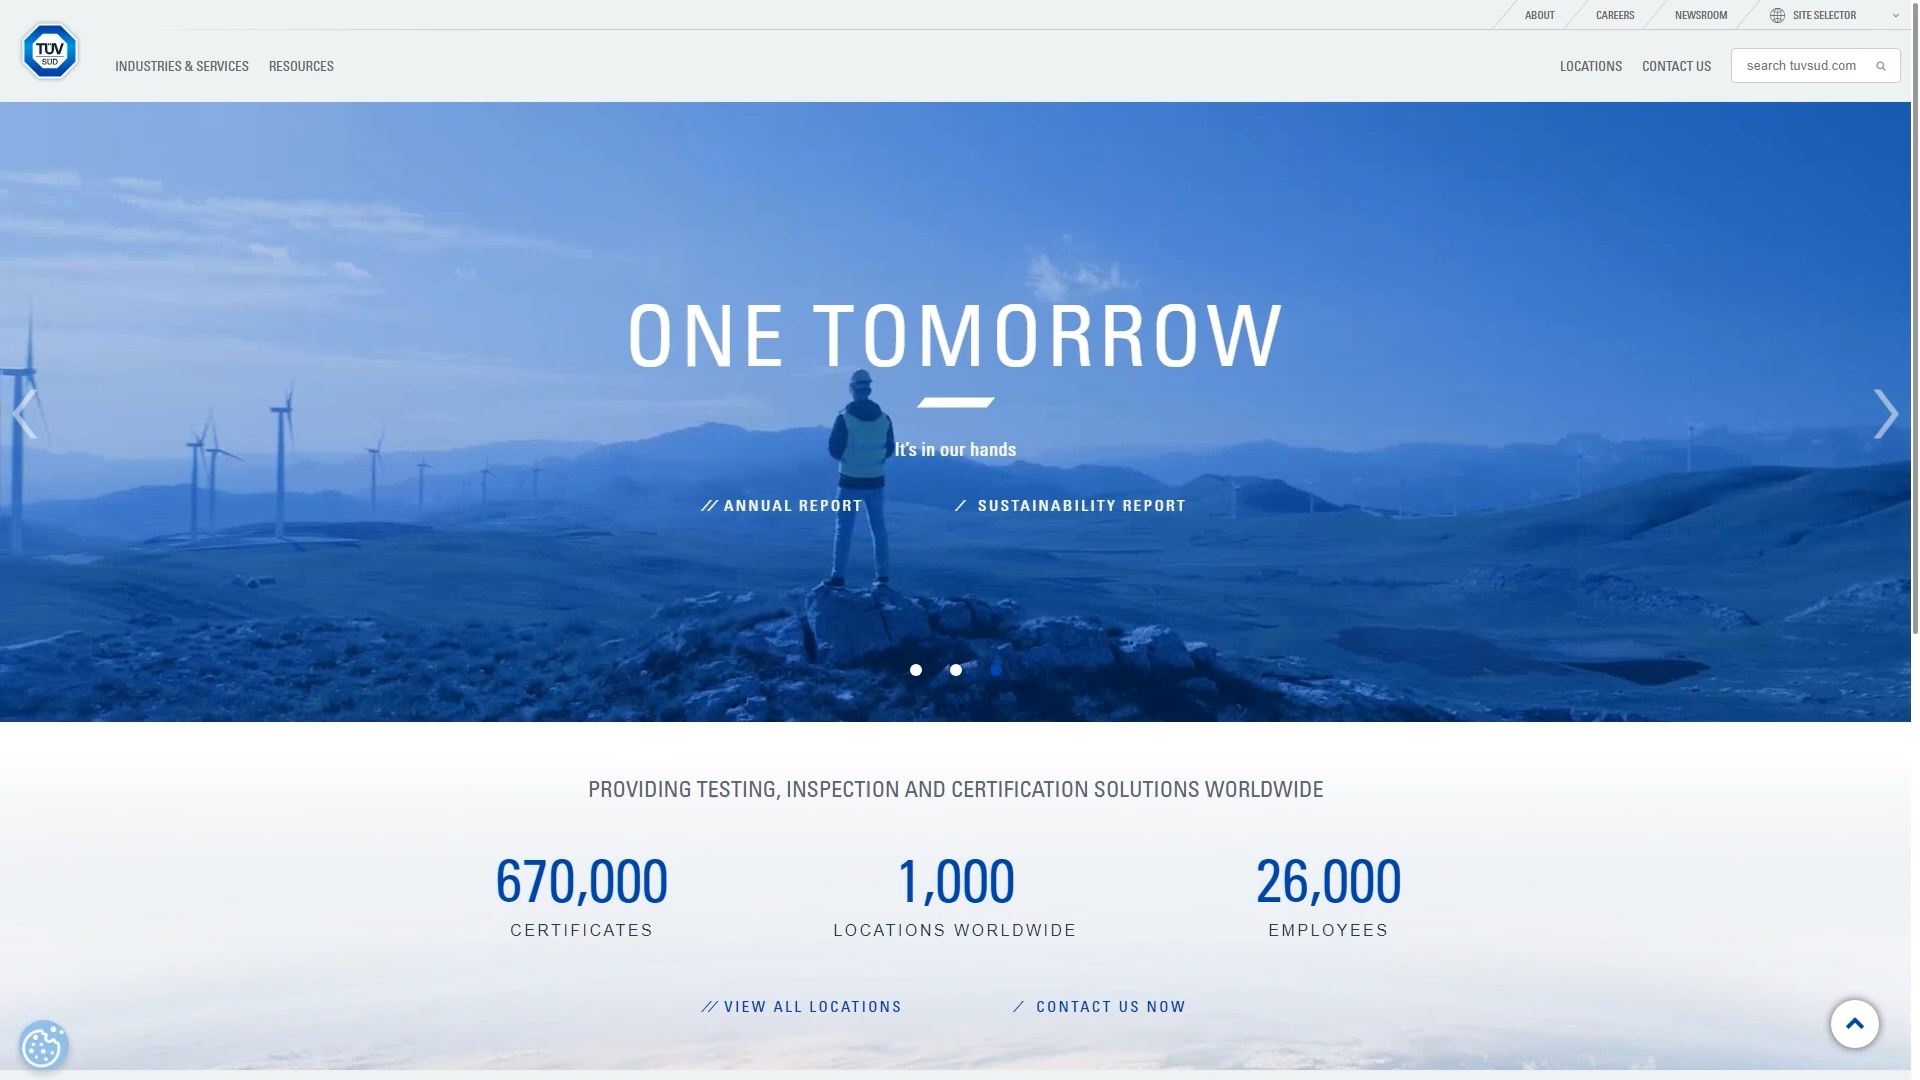 ABOUT
CAREERS
NEWSROOM
SITE SELECTOR
TÜV
SÜD
INDUSTRIES & SERVICES
RESOURCES
LOCATIONS
CONTACT US
search tuvsud.com
ONE TOMORROW
It's in our hands
// ANNUAL REPORT
/ SUSTAINABILITY REPORT
PROVIDING TESTING, INSPECTION AND CERTIFICATION SOLUTIONS WORLDWIDE
670,000
1,000
26,000
CERTIFICATES
LOCATIONS WORLDWIDE
EMPLOYEES
// VIEW ALL LOCATIONS
/ CONTACT US NOW